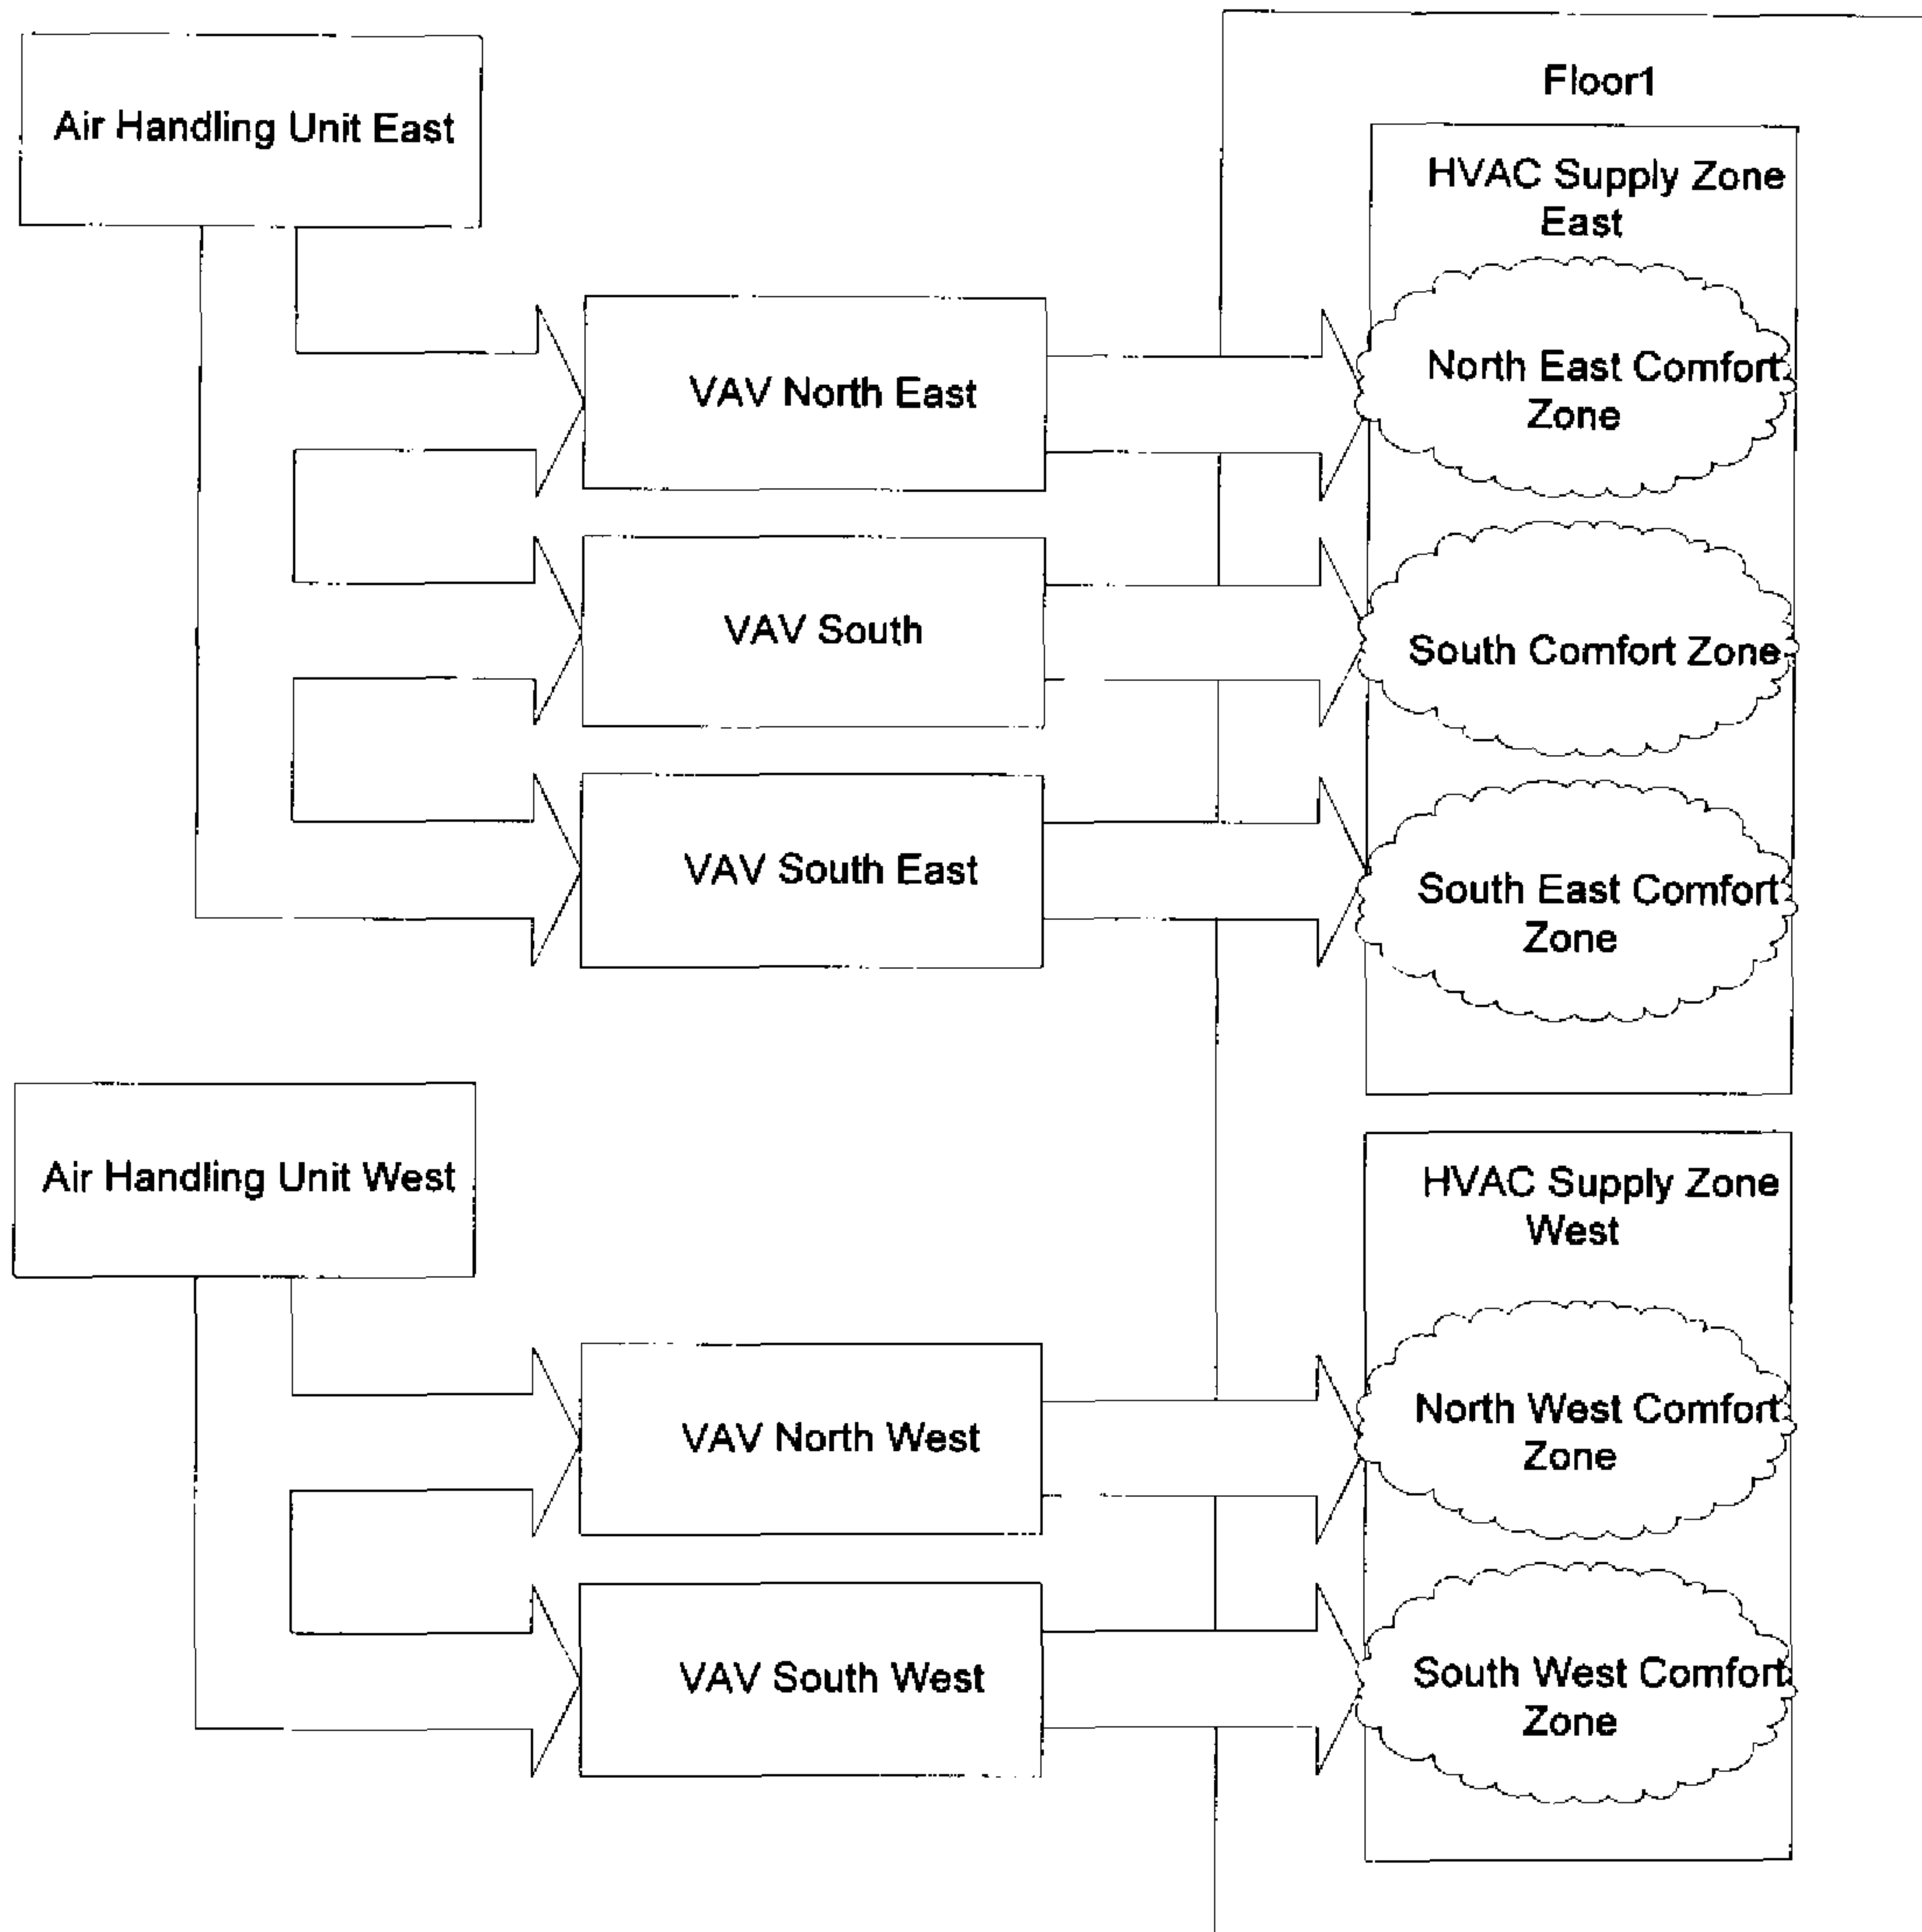 Floor1
Air Handling Unit East
HVAC Supply Zone
East
VAV North East
North East Comfort
Zone
VAV South
South Comfort Zone
VAV South East
South East Comfort
Zone
Air Handling Unit West
HVAC Supply Zone
West
VAV North West
North West Comfort
Zone
VAV South West
South West Comfort
Zone